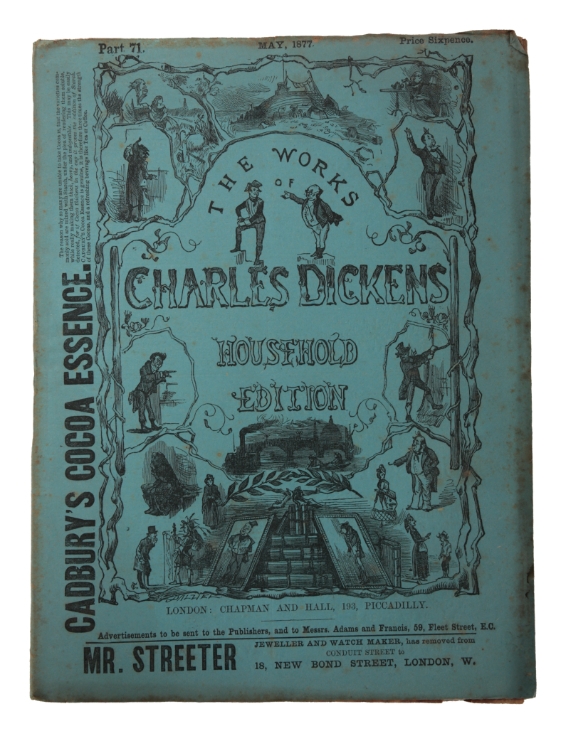 Part 71.
MAY, 1877
Price Sixpence.
THE WORKS
OF
CHARLES DICKENS
HOUSEHOLD
EDITION
LONDON: CHAPMAN AND HALL, 193, PICCADILLY.
Advertisements to be sent to the Publishers, and to Messrs. Adams and Francis, 59, Fleet Street, E.C.
MR. STREETER
JEWELLER AND WATCH MAKER, has removed from
CONDUIT STREET to
18, NEW BOND STREET, LONDON, W.
CADBURY'S COCOA ESSENCE.